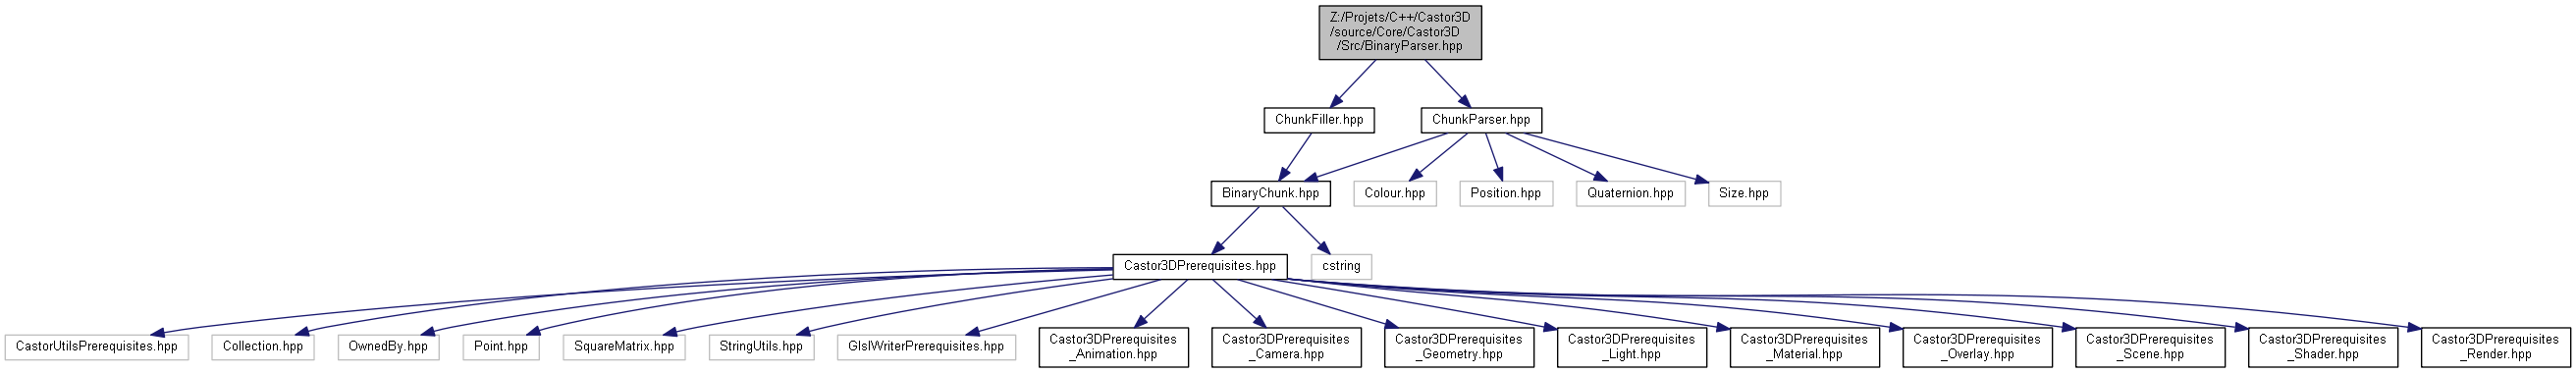 Z:/Projets/C++/Castor3D
/source/Core/Castor3D
/Src/BinaryParser.hpp
ChunkFiller.hpp
ChunkParser.hpp
BinaryChunk.hpp
Colour.hpp
Position.hpp
Quaternion.hpp
Size.hpp
Castor3DPrerequisites.hpp
cstring
CastorUtilsPrerequisites.hpp
Collection.hpp
OwnedBy.hpp
Point.hpp
SquareMatrix.hpp
StringUtils.hpp
GlslWriterPrerequisites.hpp
Castor3DPrerequisites
_Animation.hpp
Castor3DPrerequisites
_Camera.hpp
Castor3DPrerequisites
_Geometry.hpp
Castor3DPrerequisites
_Light.hpp
Castor3DPrerequisites
_Material.hpp
Castor3DPrerequisites
_Overlay.hpp
Castor3DPrerequisites
_Scene.hpp
Castor3DPrerequisites
_Shader.hpp
Castor3DPrerequisites
_Render.hpp